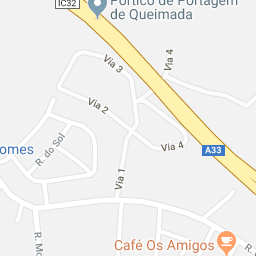 IC32
Pórtico de Portagem
de Queimada
Via 4
Via 3
Via 2
Via 4
A33
omes
R. do Sol
Via 1
R. Mo
Café Os Amigos